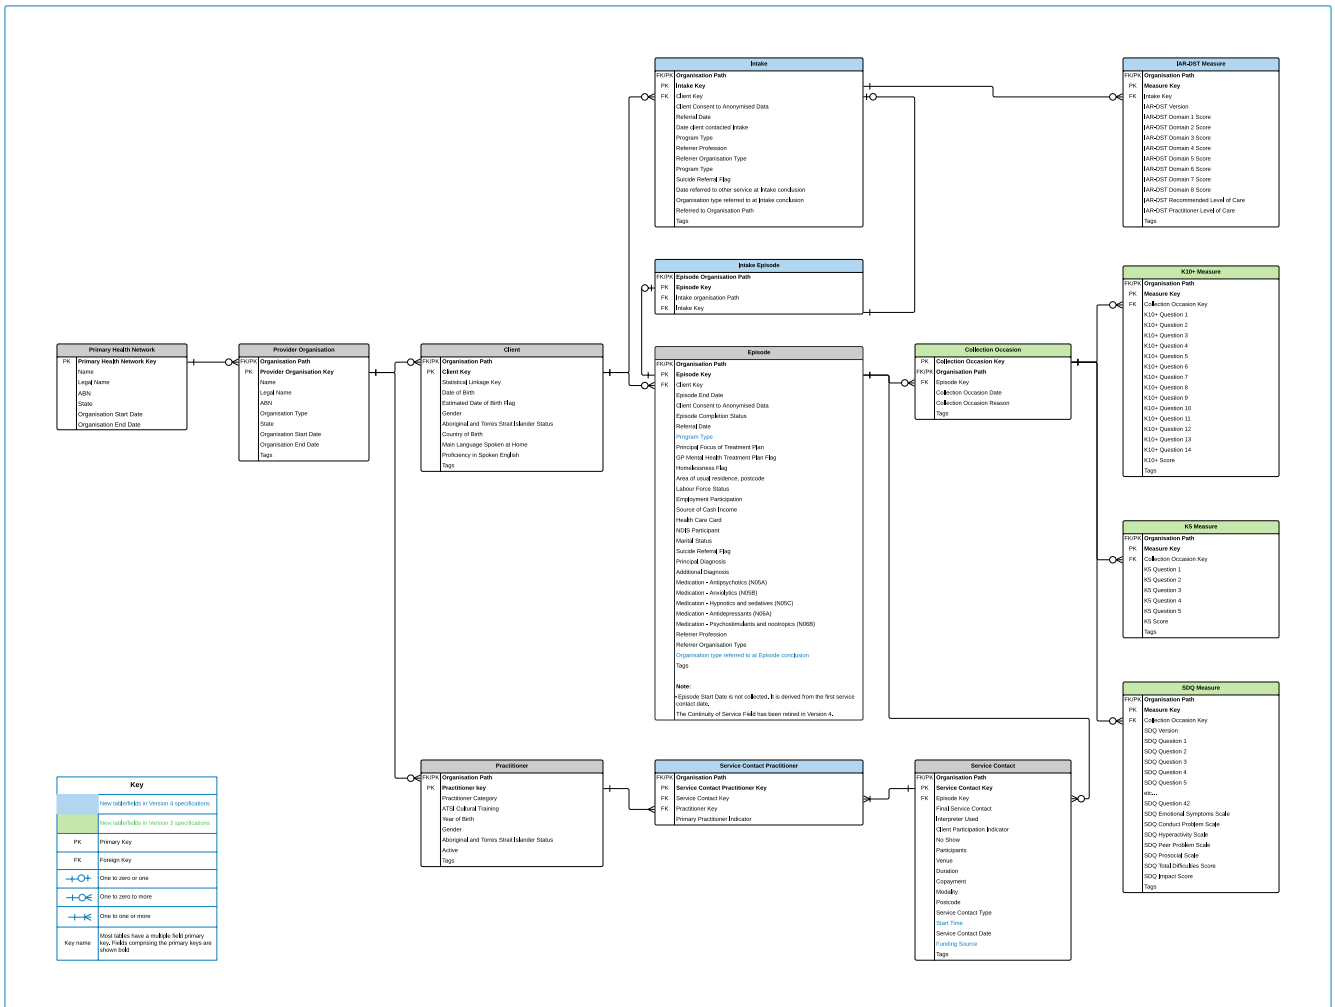 Intake
FK/PK Organisation Path
PK Intake Key
FK Client Key
Client Consent to Anonymised Data
Referral Date
Date client contacted Intake
Program Type
Referrer Profession
Referrer Organisation Type
Program Type
Suicide Referral Flag
Date referred to other service at Intake conclusion
Organisation type referred to at Intake conclusion
Referred to Organisation Path
Tags
IAR-DST Measure
FK/PK Organisation Path
PK Measure Key
FK Intake Key
IAR-DST Version
IAR-DST Domain 1 Score
IAR-DST Domain 2 Score
IAR-DST Domain 3 Score
IAR-DST Domain 4 Score
IAR-DST Domain 5 Score
IAR-DST Domain 6 Score
IAR-DST Domain 7 Score
IAR-DST Domain 8 Score
IAR-DST Recommended Level of Care
IAR-DST Practitioner Level of Care
Tags
Intake Episode
FK/PK Episode Organisation Path
PK Episode Key
FK Intake organisation Path
FK Intake Key
K10+ Measure
FK/PK Organisation Path
PK Measure Key
FK Collection Occasion Key
K10+ Question 1
K10+ Question 2
K10+ Question 3
K10+ Question 4
K10+ Question 5
K10+ Question 6
K10+ Question 7
K10+ Question 8
K10+ Question 9
K10+ Question 10
K10+ Question 11
K10+ Question 12
K10+ Question 13
K10+ Question 14
K10+ Score
Tags
Primary Health Network
PK Primary Health Network Key
Name
Legal Name
ABN
State
Organisation Start Date
Organisation End Date
Provider Organisation
FK/PK Organisation Path
PK Provider Organisation Key
Name
Legal Name
ABN
Organisation Type
State
Organisation Start Date
Organisation End Date
Tags
Client
FK/PK Organisation Path
PK Client Key
Statistical Linkage Key
Date of Birth
Estimated Date of Birth Flag
Gender
Aboriginal and Torres Strait Islander Status
Country of Birth
Main Language Spoken at Home
Proficiency in Spoken English
Tags
Episode
FK/PK Organisation Path
PK Episode Key
FK Client Key
Episode End Date
Client Consent to Anonymised Data
Episode Completion Status
Referral Date
Program Type
Principal Focus of Treatment Plan
GP Mental Health Treatment Plan Flag
Homelessness Flag
Area of usual residence, postcode
Labour Force Status
Employment Participation
Source of Cash Income
Health Care Card
NDIS Participant
Marital Status
Suicide Referral Flag
Principal Diagnosis
Additional Diagnosis
Medication - Antipsychotics (N05A)
Medication - Anxiolytics (N05B)
Medication - Hypnotics and sedatives (N05C)
Medication - Antidepressants (N06A)
Medication - Psychostimulants and nootropics (N06B)
Referrer Profession
Referrer Organisation Type
Organisation type referred to at Episode conclusion
Tags
Note:
- Episode Start Date is not collected. It is derived from the first service
contact date.
The Continuity of Service Field has been retired in Version 4.
Collection Occasion
PK Collection Occasion Key
FK/PK Organisation Path
FK Episode Key
Collection Occasion Date
Collection Occasion Reason
Tags
K5 Measure
FK/PK Organisation Path
PK Measure Key
FK Collection Occasion Key
K5 Question 1
K5 Question 2
K5 Question 3
K5 Question 4
K5 Question 5
K5 Score
Tags
SDQ Measure
FK/PK Organisation Path
PK Measure Key
FK Collection Occasion Key
SDQ Version
SDQ Question 1
SDQ Question 2
SDQ Question 3
SDQ Question 4
SDQ Question 5
etc...
SDQ Question 42
SDQ Emotional Symptoms Scale
SDQ Conduct Problem Scale
SDQ Hyperactivity Scale
SDQ Peer Problem Scale
SDQ Prosocial Scale
SDQ Total Difficulties Score
SDQ Impact Score
Tags
Practitioner
FK/PK Organisation Path
PK Practitioner key
Practitioner Category
ATSI Cultural Training
Year of Birth
Gender
Aboriginal and Torres Strait Islander Status
Active
Tags
Service Contact Practitioner
FK/PK Organisation Path
PK Service Contact Practitioner Key
FK Service Contact Key
FK Practitioner Key
Primary Practitioner Indicator
Service Contact
FK/PK Organisation Path
PK Service Contact Key
FK Episode Key
Final Service Contact
Interpreter Used
Client Participation Indicator
No Show
Participants
Venue
Duration
Copayment
Modality
Postcode
Service Contact Type
Start Time
Service Contact Date
Funding Source
Tags
Key
New table/fields in Version 4 specifications
New table/fields in Version 3 specifications
PK Primary Key
FK Foreign Key
One to zero or one
One to zero to more
One to one or more
Key name
Most tables have a multiple field primary
key. Fields comprising the primary keys are
shown bold